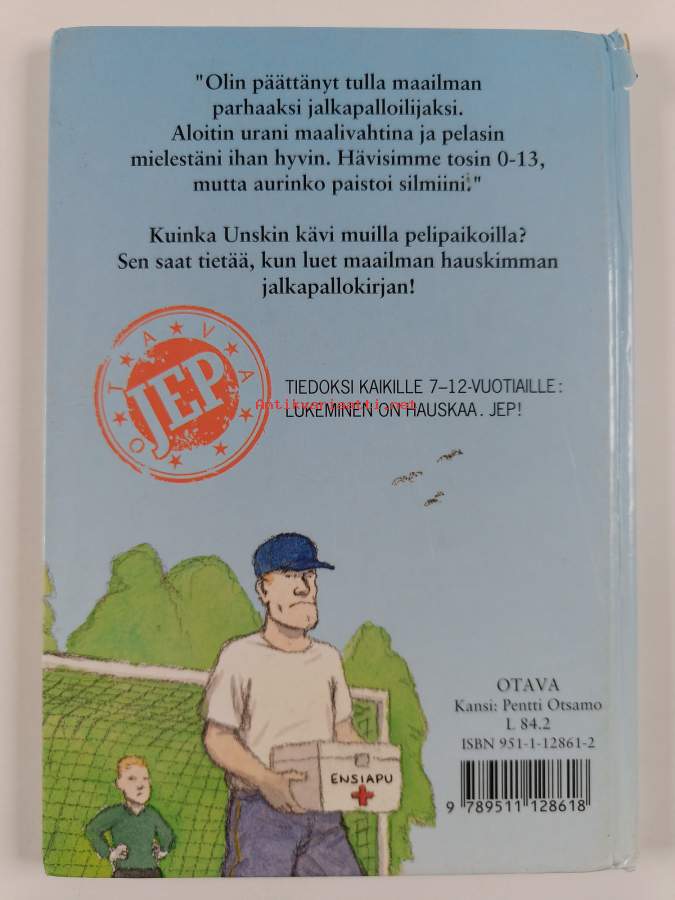 "Olin päättänyt tulla maailman
parhaaksi jalkapalloilijaksi.
Aloitin urani maalivahtina ja pelasin
mielestäni ihan hyvin. Hävisimme tosin 0-13,
mutta aurinko paistoi silmiini."
Kuinka Unskin kävi muilla pelipaikoilla?
Sen saat tietää, kun luet maailman hauskimman
jalkapallokirjan!
OTAVA
JEP
TIEDOKSI KAIKILLE 7–12-VUOTIAILLE:
Antikvariaatti.net
LUKEMINEN ON HAUSKAA. JEP!
ENSIAPU
OTAVA
Kansi: Pentti Otsamo
L 84.2
ISBN 951-1-12861-2
9 789511 128618